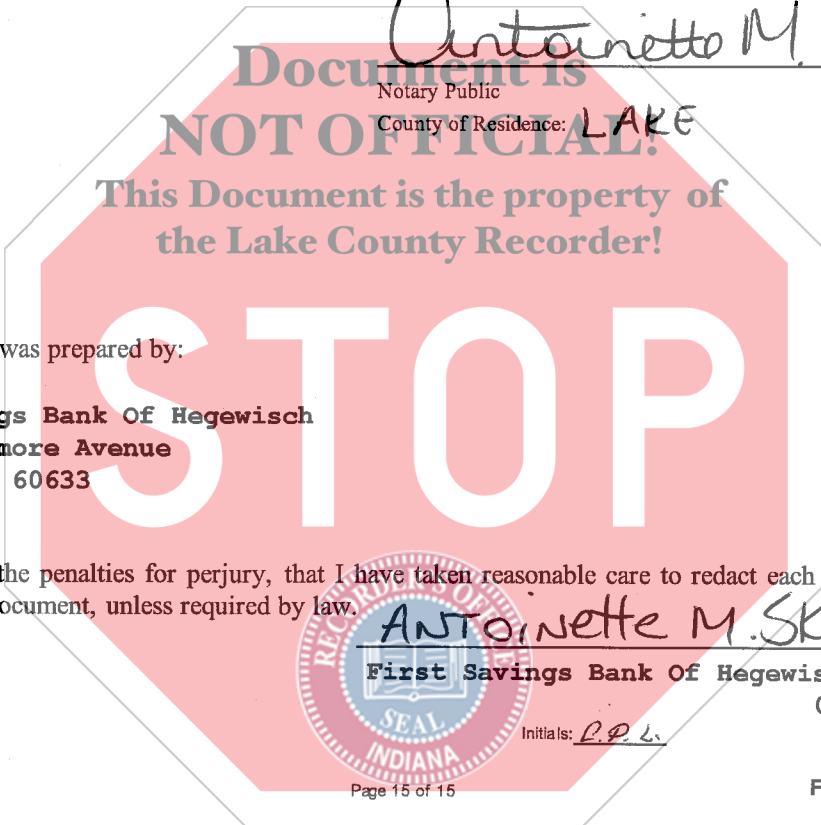 Antoinette M.
Document is
Notary Public
NOT OFFICIAL!
County of Residence: LAKE
This Document is the property of
the Lake County Recorder!
STOP
was prepared by:
gs Bank Of Hegewisch
more Avenue
60633
the penalties for perjury, that I have taken reasonable care to redact each
ocument, unless required by law.
ANTOINETTE M. SK
First Savings Bank Of Hegewis
RECORDER'S OFFICE
SEAL
INDIANA
Initials: C.P.L.
Page 15 of 15